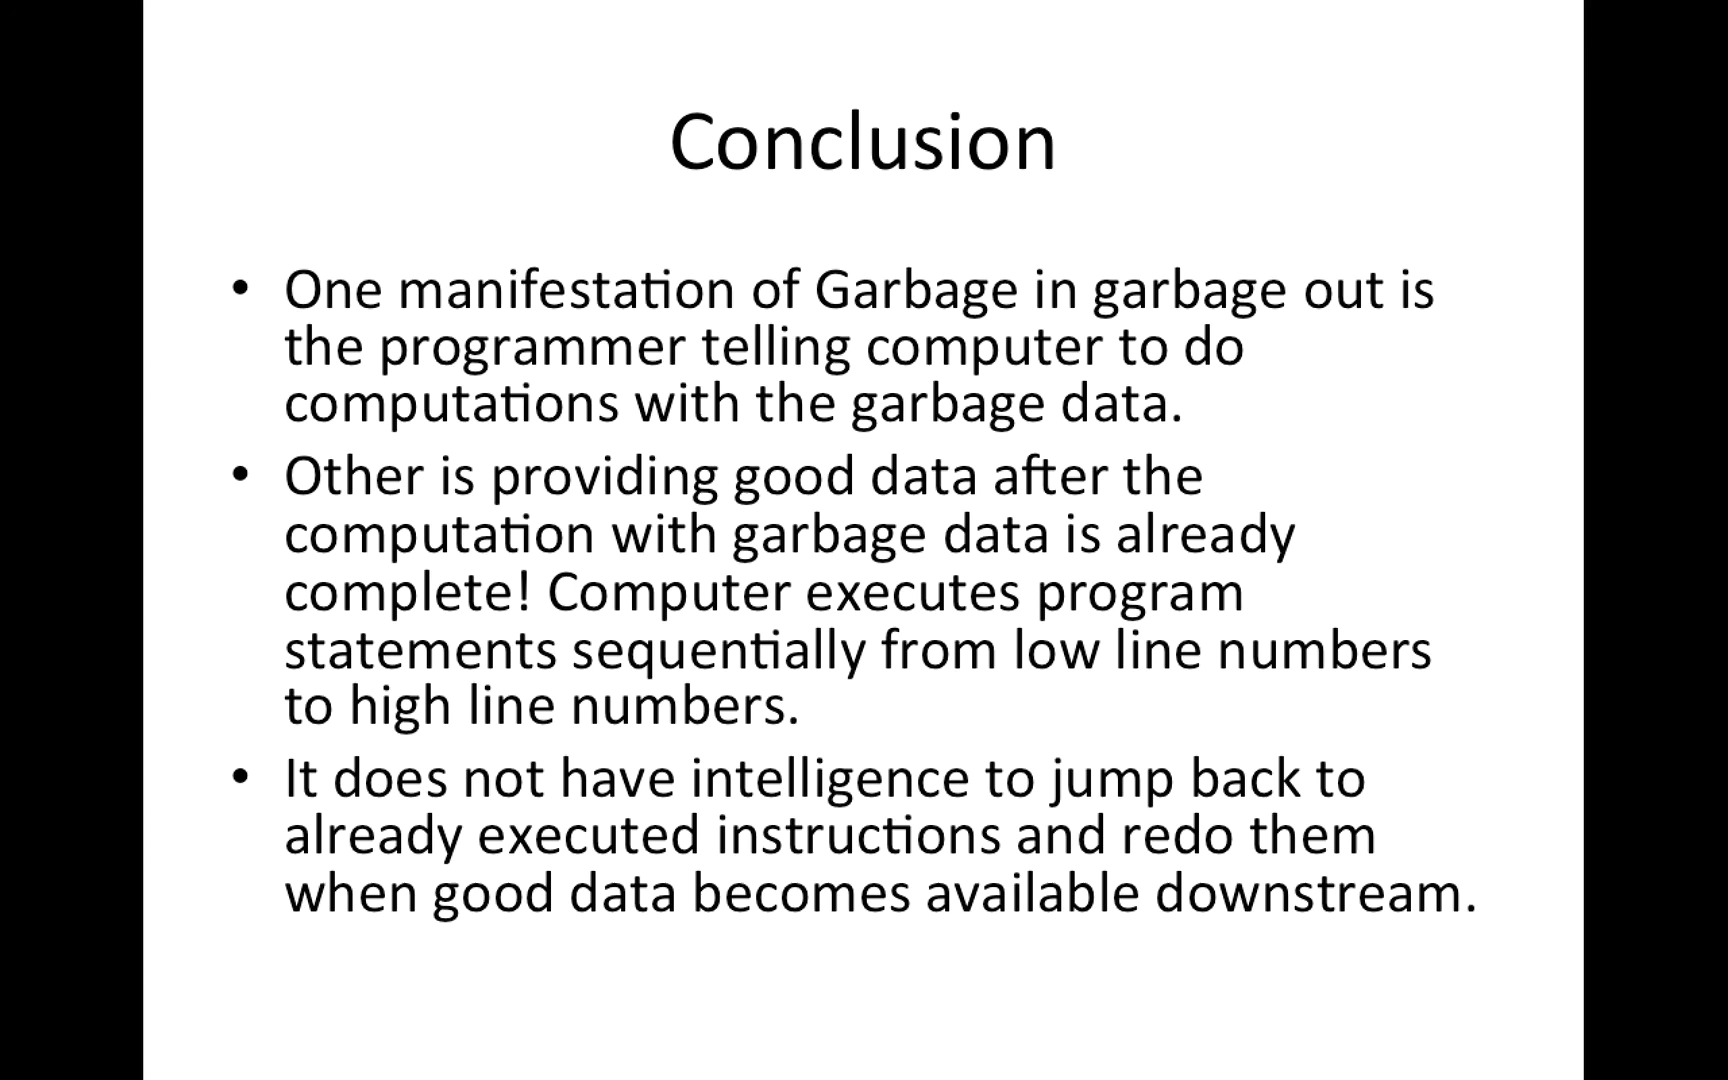 Conclusion
• One manifestation of Garbage in garbage out is
the programmer telling computer to do
computations with the garbage data.
• Other is providing good data after the
computation with garbage data is already
complete! Computer executes program
statements sequentially from low line numbers
to high line numbers.
• It does not have intelligence to jump back to
already executed instructions and redo them
when good data becomes available downstream.